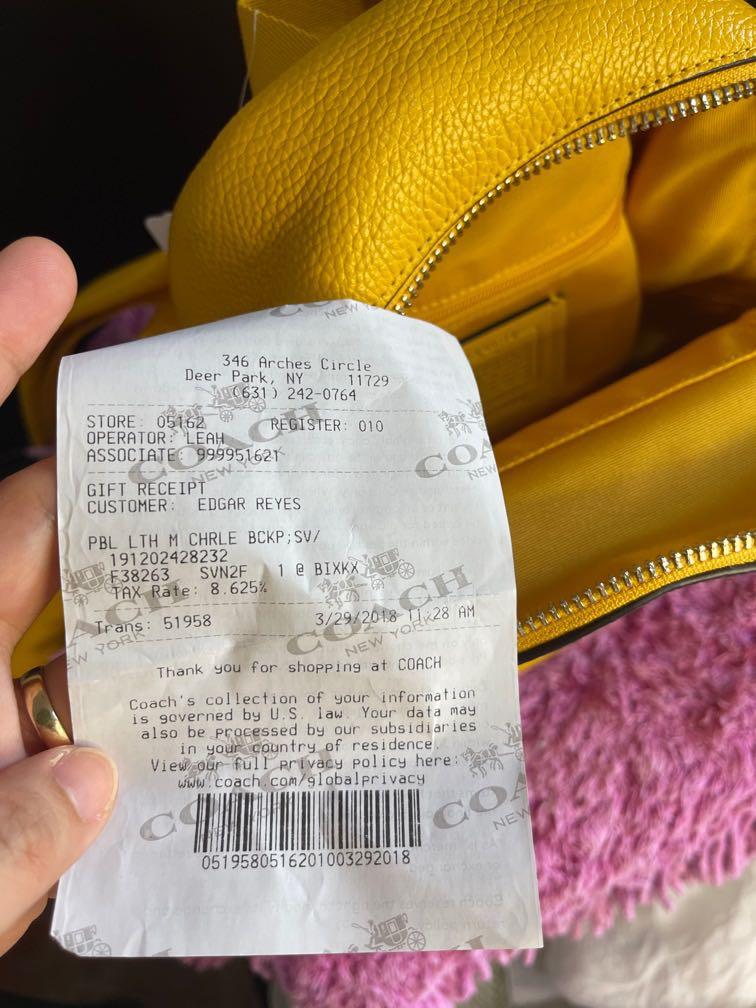 346 Arches Circle
Deer Park, NY 11729
(631) 242-0764
STORE: 05162 REGISTER: 010
OPERATOR: LEAH
ASSOCIATE: 999951621
GIFT RECEIPT
CUSTOMER: EDGAR REYES
PBL LTH M CHRLE BCKP;SV/
191202428232
F38263 SVN2F 1 @ BIXKX
TAX Rate: 8.625%
Trans: 51958 3/29/2018 11:28 AM
Thank you for shopping at COACH
Coach's collection of your information
is governed by U.S. law. Your data may
also be processed by our subsidiaries
in your country of residence.
View our full privacy policy here:
www.coach.com/globalprivacy
0519580516201003292018
COACH
NEW YORK